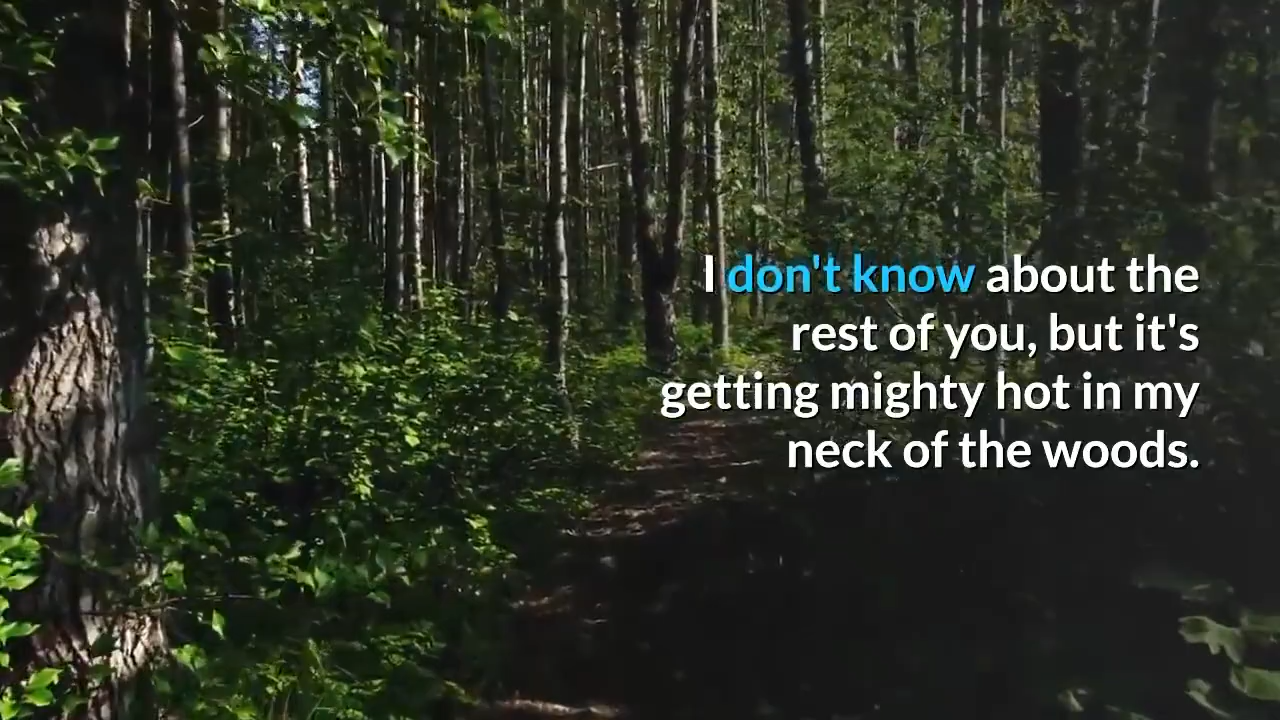 I don't know about the
rest of you, but it's
getting mighty hot in my
neck of the woods.